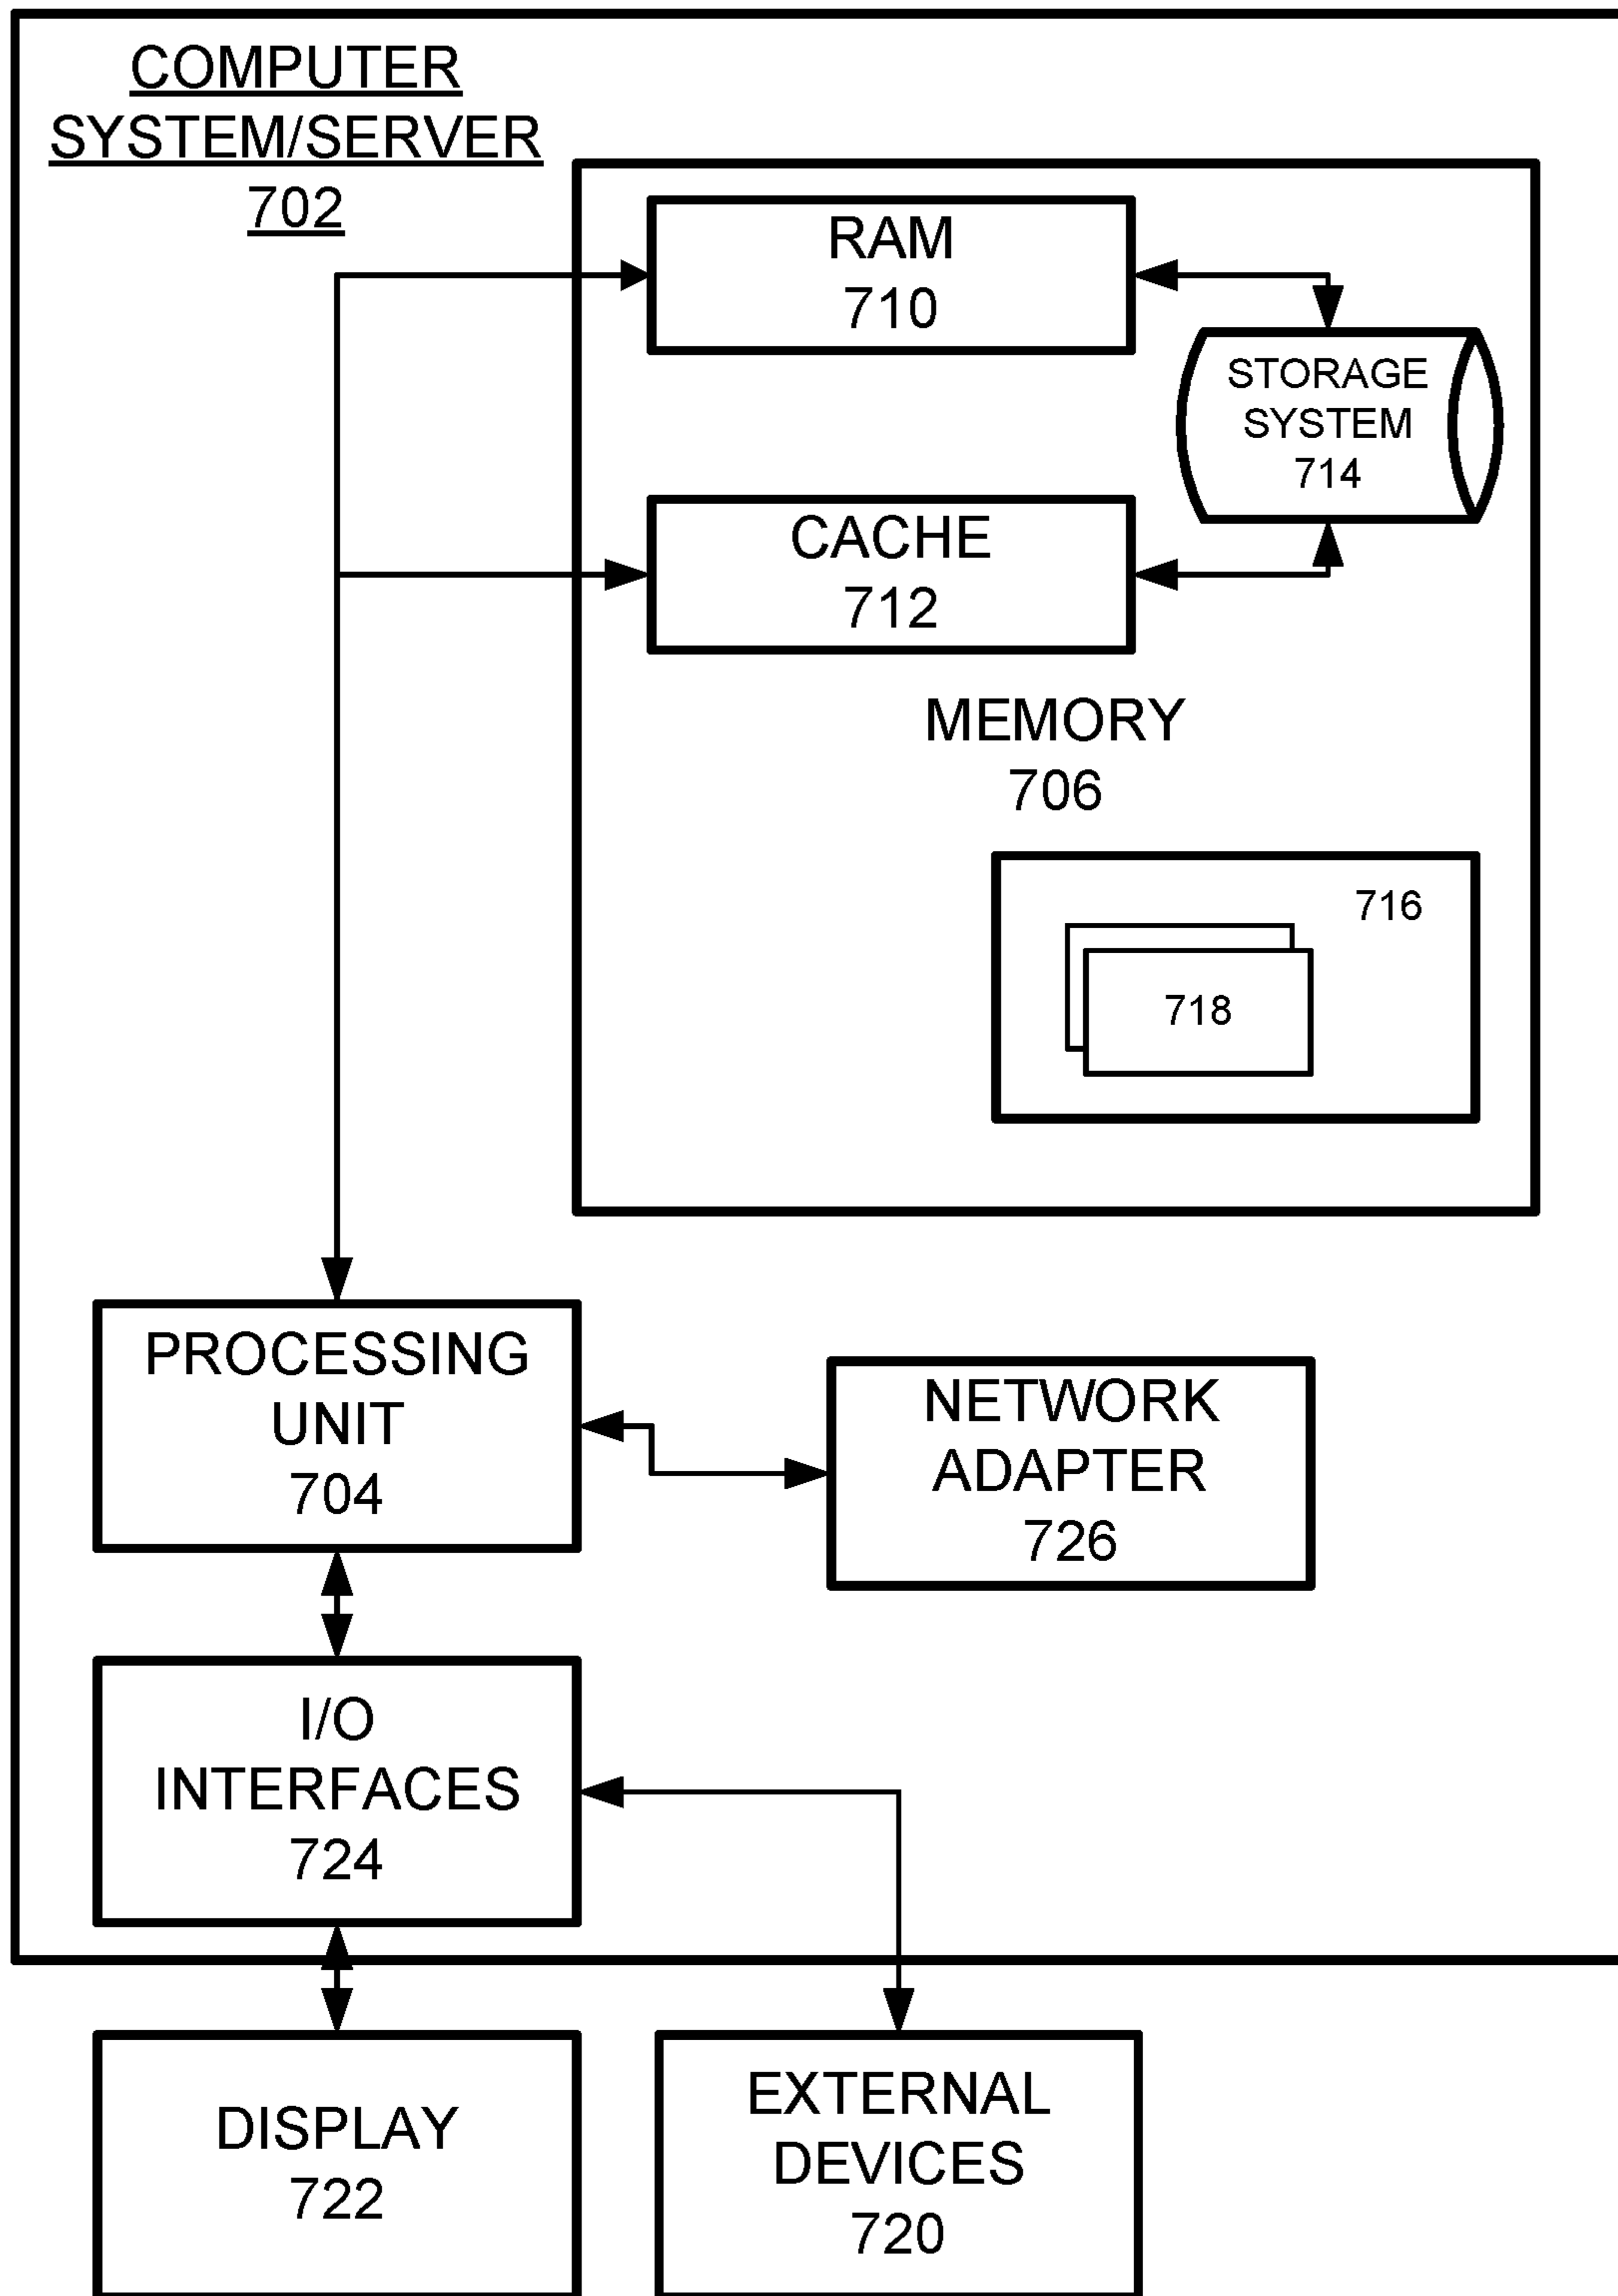 COMPUTER
SYSTEM/SERVER
702
RAM
710
STORAGE
SYSTEM
714
CACHE
712
MEMORY
706
716
718
PROCESSING
UNIT
704
NETWORK
ADAPTER
726
I/O
INTERFACES
724
DISPLAY
722
EXTERNAL
DEVICES
720